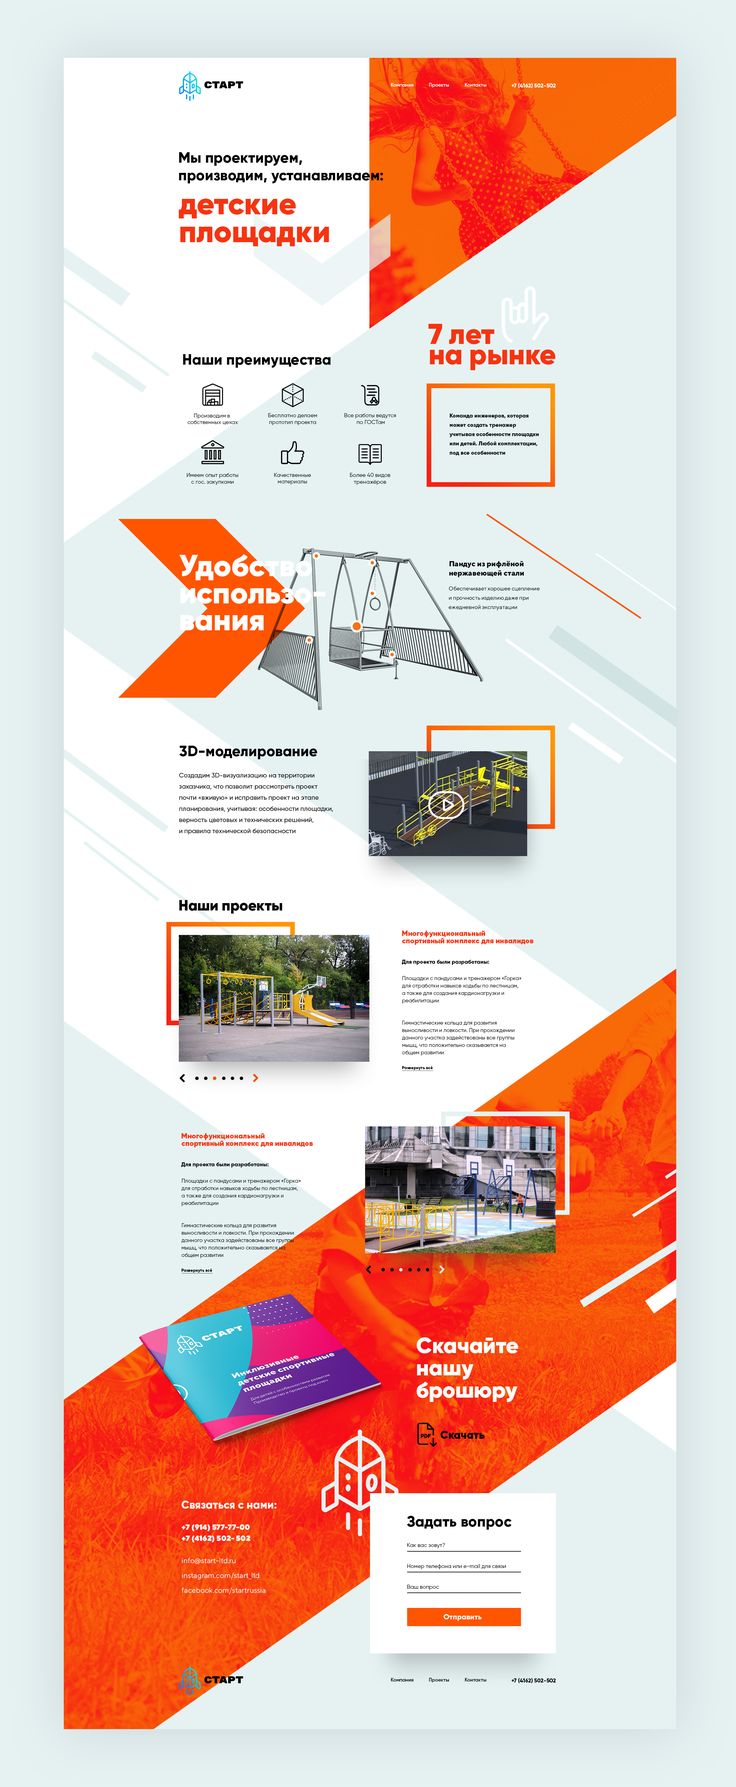 СТАРТ
Компания Проекты Контакты +7 (4162) 502-502
Мы проектируем,
производим, устанавливаем:
детские
площадки
7 лет
на рынке
Наши преимущества
Производим в
собственных цехах
Бесплатно делаем
прототип проекта
Все работы ведутся
по ГОСТам
Имеем опыт работы
с гос. закупками
Качественные
материалы
Более 40 видов
тренажёров
Команда инженеров, которая
может создать тренажер
учитывая особенности площадки
или детей. Любой комплектации,
под все особенности
Удобство
использо-
вания
Пандус из рифлёной
нержавеющей стали
Обеспечивает хорошее сцепление
и прочность изделию даже при
ежедневной эксплуатации
3D-моделирование
Создадим 3D-визуализацию на территории
заказчика, что позволит рассмотреть проект
почти «вживую» и исправить проект на этапе
планирования, учитывая: особенности площадки,
верность цветовых и технических решений,
и правила технической безопасности
Наши проекты
Многофункциональный
спортивный комплекс для инвалидов
Для проекта были разработаны:
Площадки с пандусами и тренажером «Горка»
для отработки навыков ходьбы по лестницам,
а также для создания кардионагрузки и
реабилитации
Гимнастические кольца для развития
выносливости и ловкости. При прохождении
данного участка задействованы все группы
мышц, что положительно сказывается на
общем развитии
Развернуть всё
Многофункциональный
спортивный комплекс для инвалидов
Для проекта были разработаны:
Площадки с пандусами и тренажером «Горка»
для отработки навыков ходьбы по лестницам,
а также для создания кардионагрузки и
реабилитации
Гимнастические кольца для развития
выносливости и ловкости. При прохождении
данного участка задействованы все группы
мышц, что положительно сказывается на
общем развитии
Развернуть всё
СТАРТ
Инклюзивные
детские спортивные
площадки
Для детей с особенностями развития
Производство и проекты под ключ
Скачайте
нашу
брошюру
PDF
Скачать
Связаться с нами:
+7 (914) 577-77-00
+7 (4162) 502-502
info@start-ltd.ru
instagram.com/start_ltd
facebook.com/startrussia
Задать вопрос
Как вас зовут?
Номер телефона или e-mail для связи
Ваш вопрос
Отправить
СТАРТ
Компания Проекты Контакты +7 (4162) 502-502